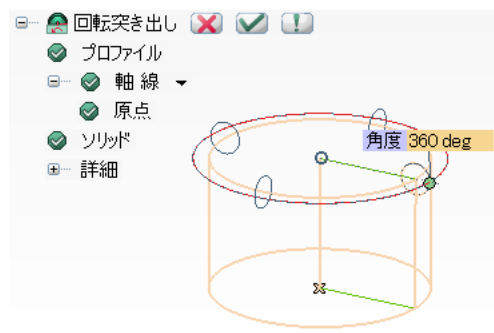 回転突き出し
プロファイル
軸線
原点
角度 360 deg
ソリッド
詳細